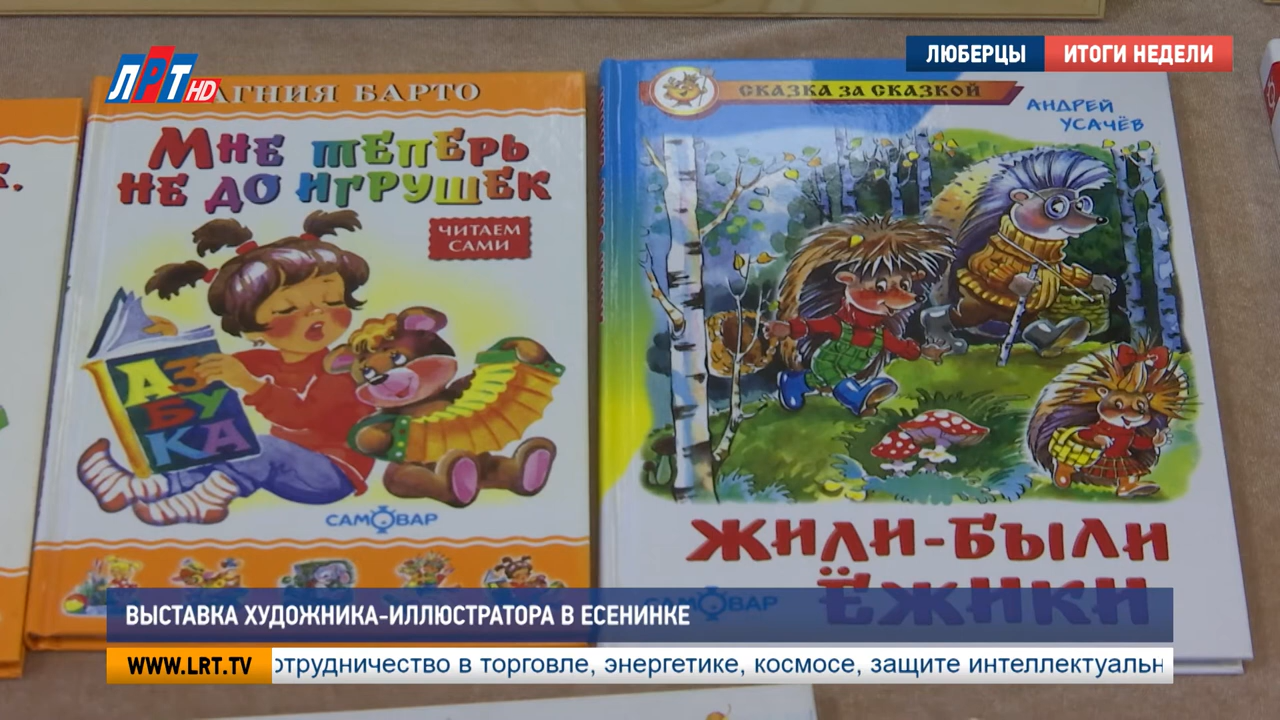 ЛРТ HD
ЛЮБЕРЦЫ
ИТОГИ НЕДЕЛИ
АГНИЯ БАРТО
МНЕ ТЕПЕРЬ
НЕ ДО ИГРУШЕК
ЧИТАЕМ
САМИ
АЗ
БУ
КА
САМОВАР
СКАЗКА ЗА СКАЗКОЙ
АНДРЕЙ
УСАЧЁВ
ЖИЛИ-БЫЛИ
ЁЖИКИ
САМОВАР
ВЫСТАВКА ХУДОЖНИКА-ИЛЛЮСТРАТОРА В ЕСЕНИНКЕ
WWW.LRT.TV
отрудничество в торговле, энергетике, космосе, защите интеллектуальн